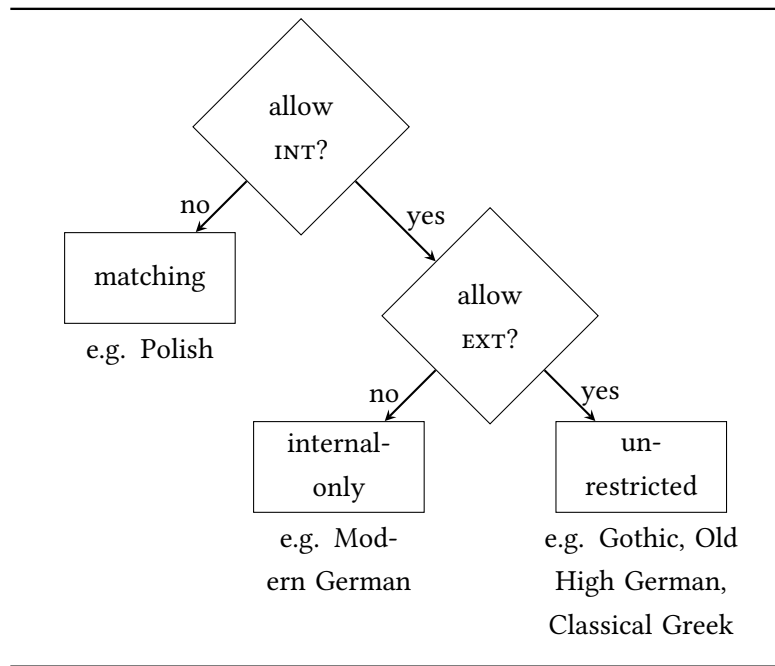 allow
INT?
no
yes
matching
e.g. Polish
allow
EXT?
no
yes
internal-
only
e.g. Mod-
ern German
un-
restricted
e.g. Gothic, Old
High German,
Classical Greek